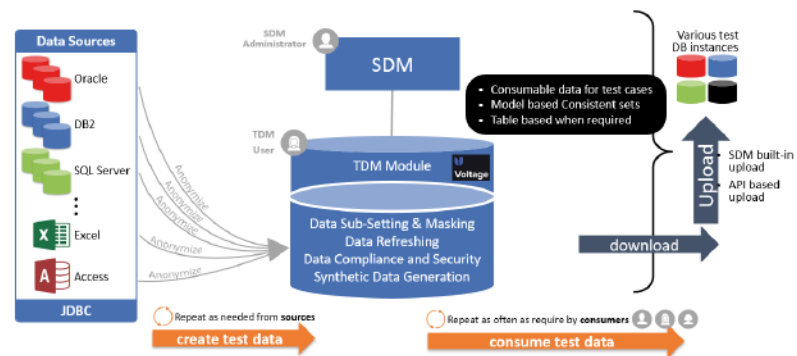 Data Sources
Oracle
DB2
SQL Server
Excel
Access
JDBC
Anonymize
Anonymize
Anonymize
Anonymize
Anonymize
Anonymize
SDM
Administrator
SDM
TDM
User
TDM Module
Voltage
Data Sub-Setting & Masking
Data Refreshing
Data Compliance and Security
Synthetic Data Generation
Consumable data for test cases
Model based Consistent sets
Table based when required
Various test
DB instances
Upload
SDM built-in
upload
API based
upload
download
Repeat as needed from sources
create test data
Repeat as often as require by consumers
consume test data